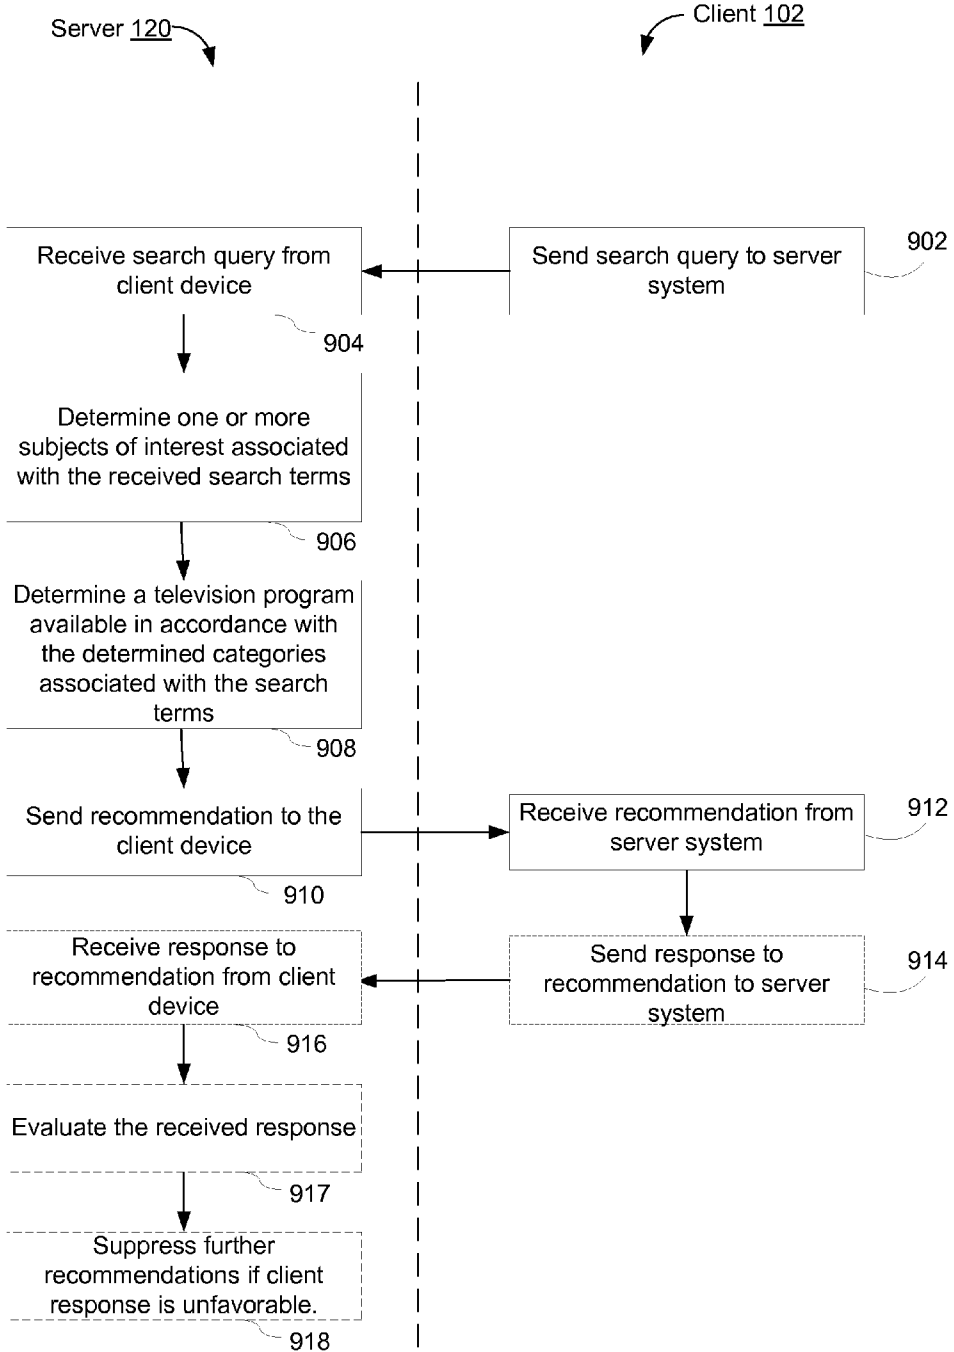 Server 120
Client 102
Receive search query from
client device
904
Send search query to server
system
902
Determine one or more
subjects of interest associated
with the received search terms
906
Determine a television program
available in accordance with
the determined categories
associated with the search
terms
908
Send recommendation to the
client device
910
Receive recommendation from
server system
912
Send response to
recommendation to server
system
914
Receive response to
recommendation from client
device
916
Evaluate the received response
917
Suppress further
recommendations if client
response is unfavorable.
918